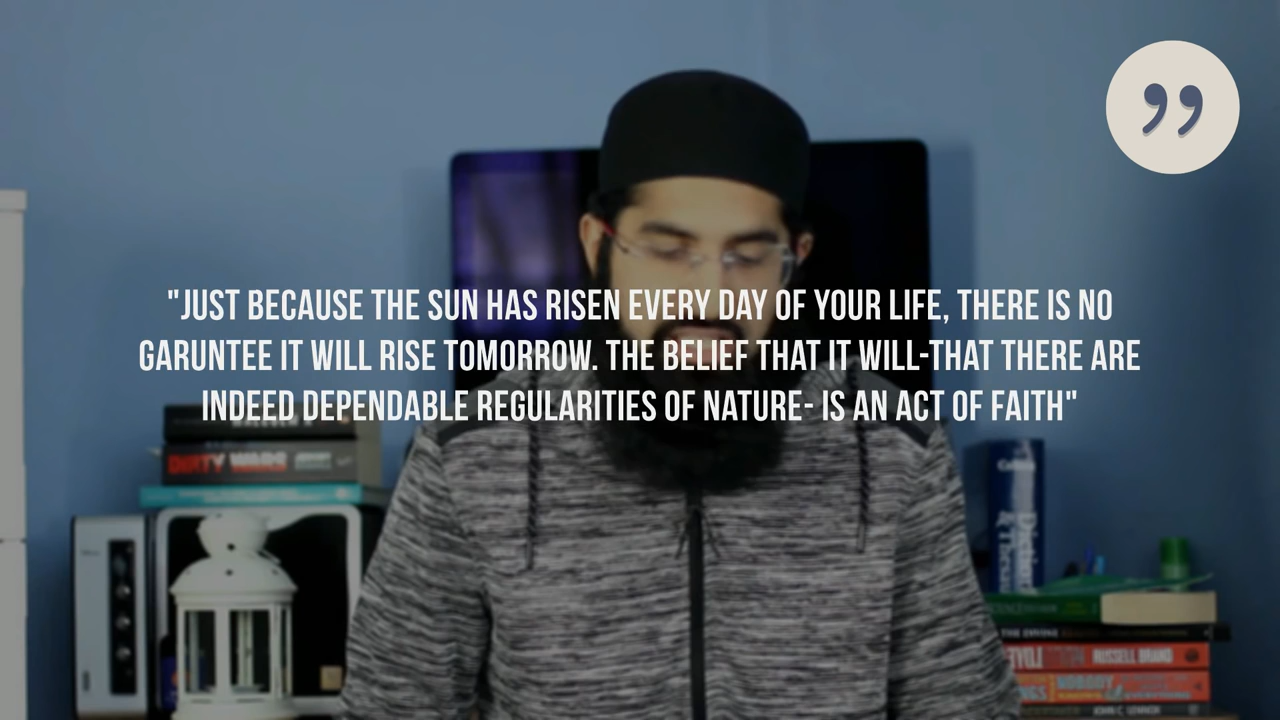 "JUST BECAUSE THE SUN HAS RISEN EVERY DAY OF YOUR LIFE, THERE IS NO
GARUNTEE IT WILL RISE TOMORROW. THE BELIEF THAT IT WILL-THAT THERE ARE
INDEED DEPENDABLE REGULARITIES OF NATURE- IS AN ACT OF FAITH"
DIRTY WARS
RUSSELL BRAND
JOHN C. LENNOX